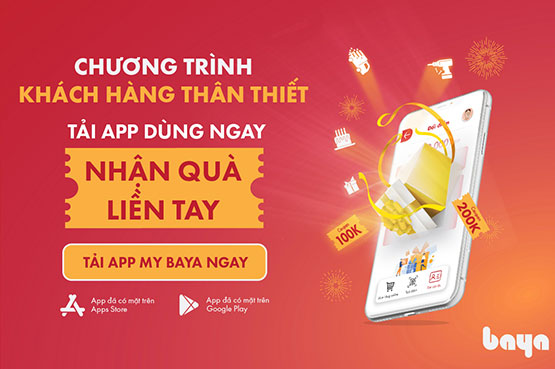 CHƯƠNG TRÌNH
KHÁCH HÀNG THÂN THIẾT
TẢI APP DÙNG NGAY
NHẬN QUÀ
LIỀN TAY
TẢI APP MY BAYA NGAY
App đã có mặt trên
Apps Store
App đã có mặt trên
Google Play
100K
200K
baya